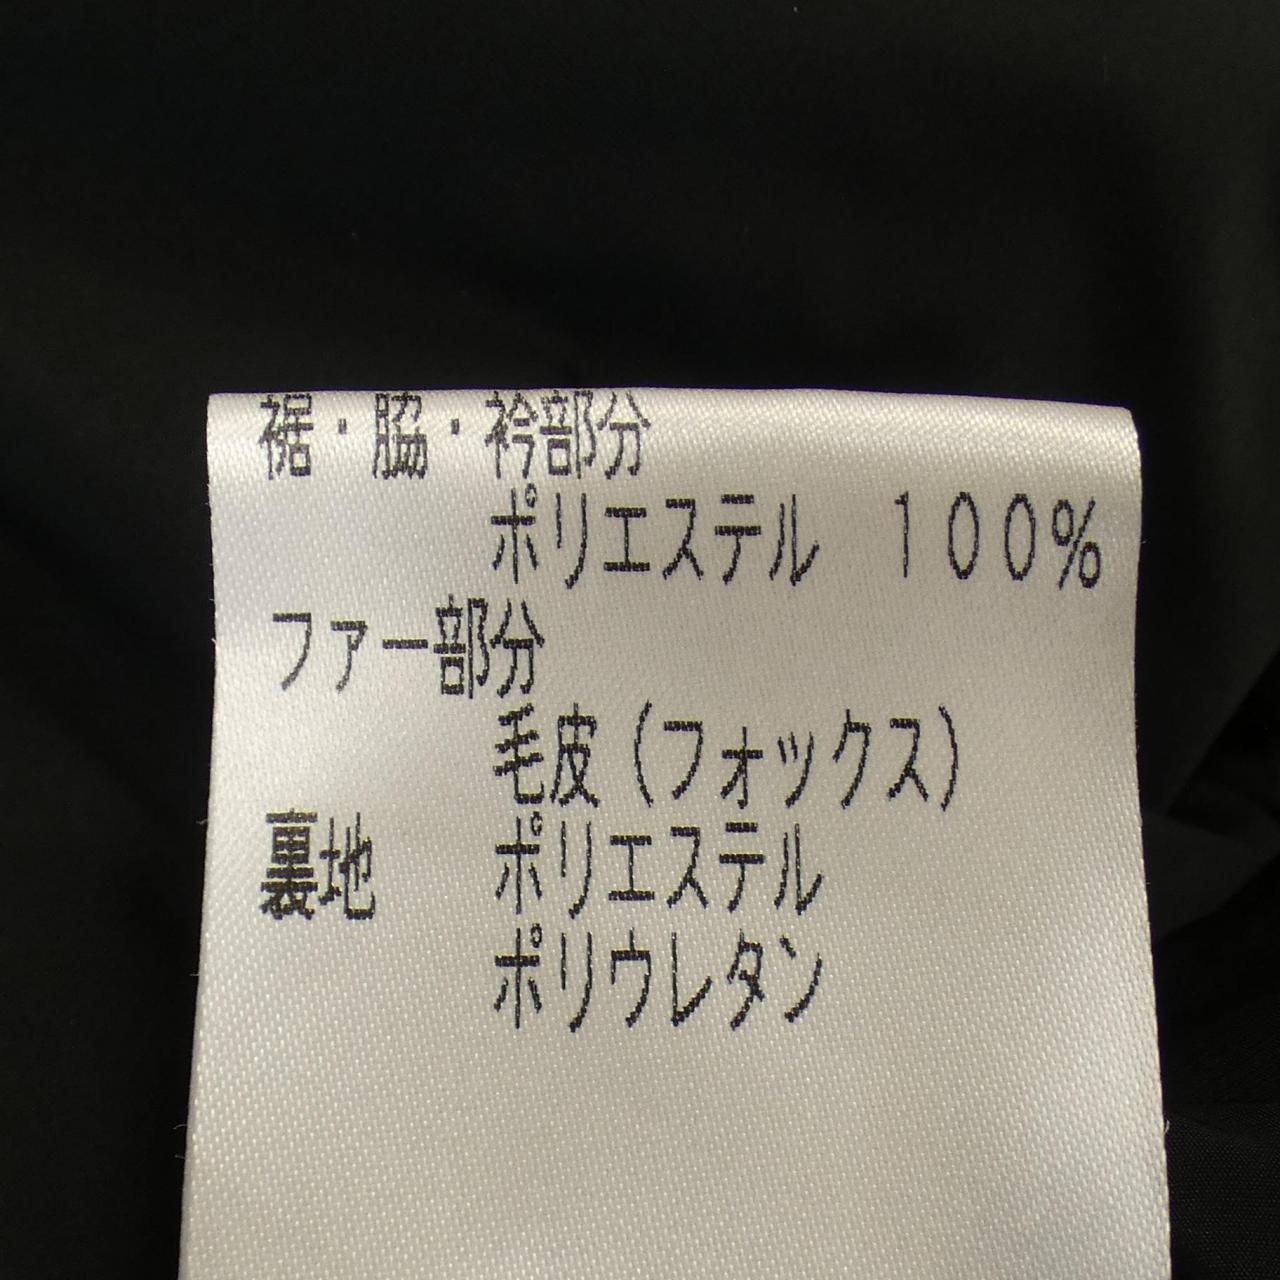 裾・脇・衿部分
ポリエステル　１００％
ファー部分
毛皮（フォックス）
裏地　ポリエステル
ポリウレタン